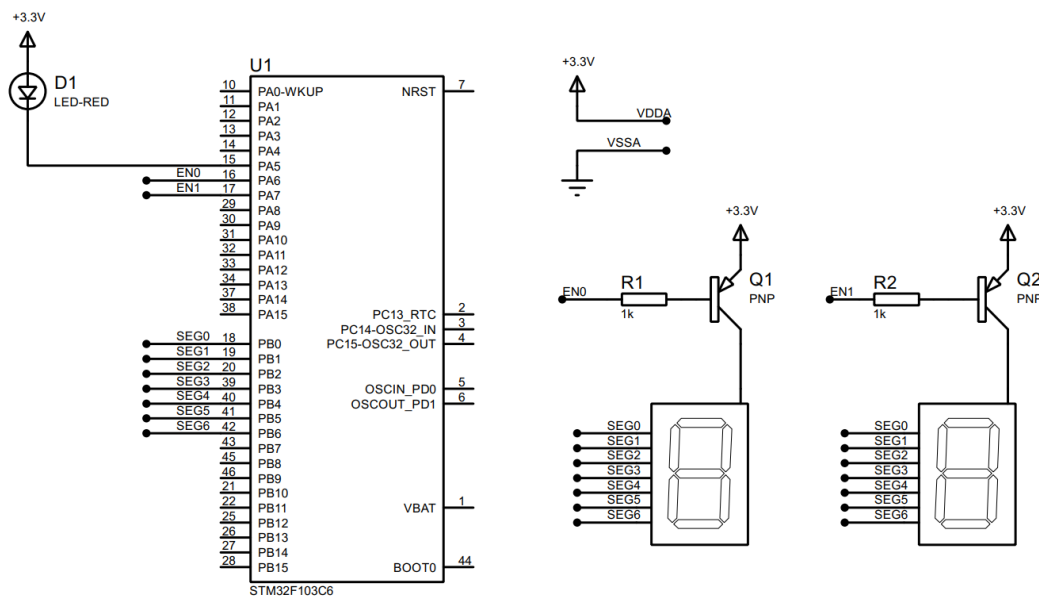 +3.3V
D1
LED-RED
U1
10 PA0-WKUP NRST 7
11 PA1
12 PA2
13 PA3
14 PA4
15 PA5
EN0 16 PA6
EN1 17 PA7
29 PA8
30 PA9
31 PA10
32 PA11
33 PA12
34 PA13
37 PA14
38 PA15
PC13_RTC 2
PC14-OSC32_IN 3
SEG0 18 PB0 PC15-OSC32_OUT 4
SEG1 19 PB1
SEG2 20 PB2
SEG3 39 PB3 OSCIN_PD0 5
SEG4 40 PB4 OSCOUT_PD1 6
SEG5 41 PB5
SEG6 42 PB6
43 PB7
45 PB8
46 PB9
21 PB10
22 PB11 VBAT 1
25 PB12
26 PB13
27 PB14
28 PB15 BOOT0 44
STM32F103C6
+3.3V
VDDA
VSSA
+3.3V
EN0
R1
1k
Q1
PNP
SEG0
SEG1
SEG2
SEG3
SEG4
SEG5
SEG6
+3.3V
EN1
R2
1k
Q2
PNP
SEG0
SEG1
SEG2
SEG3
SEG4
SEG5
SEG6